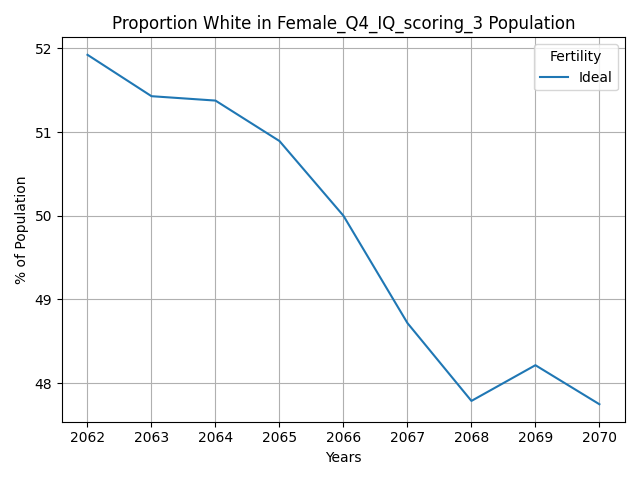 Proportion White in Female_Q4_IQ_scoring_3 Population
Fertility
Ideal
% of Population
52
51
50
49
48
2062 2063 2064 2065 2066 2067 2068 2069 2070
Years